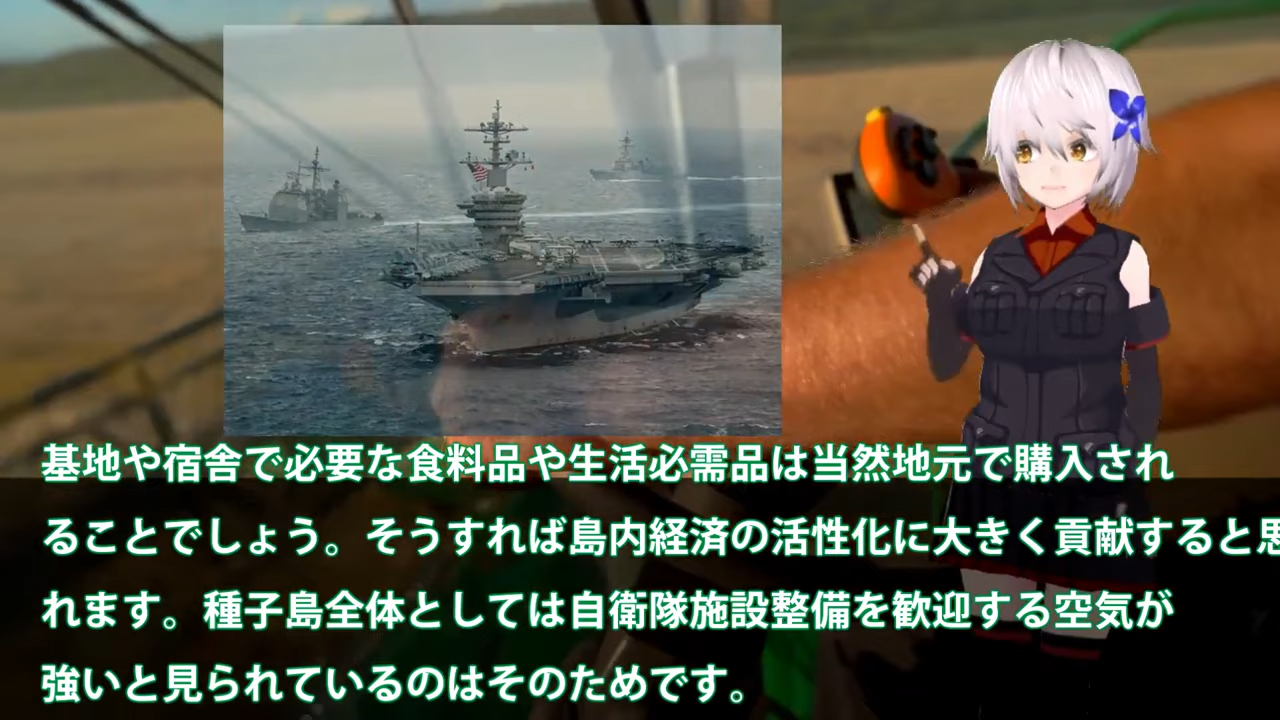 基地や宿舎で必要な食料品や生活必需品は当然地元で購入され
ることでしょう。そうすれば島内経済の活性化に大きく貢献すると思
れます。種子島全体としては自衛隊施設整備を歓迎する空気が
強いと見られているのはそのためです。